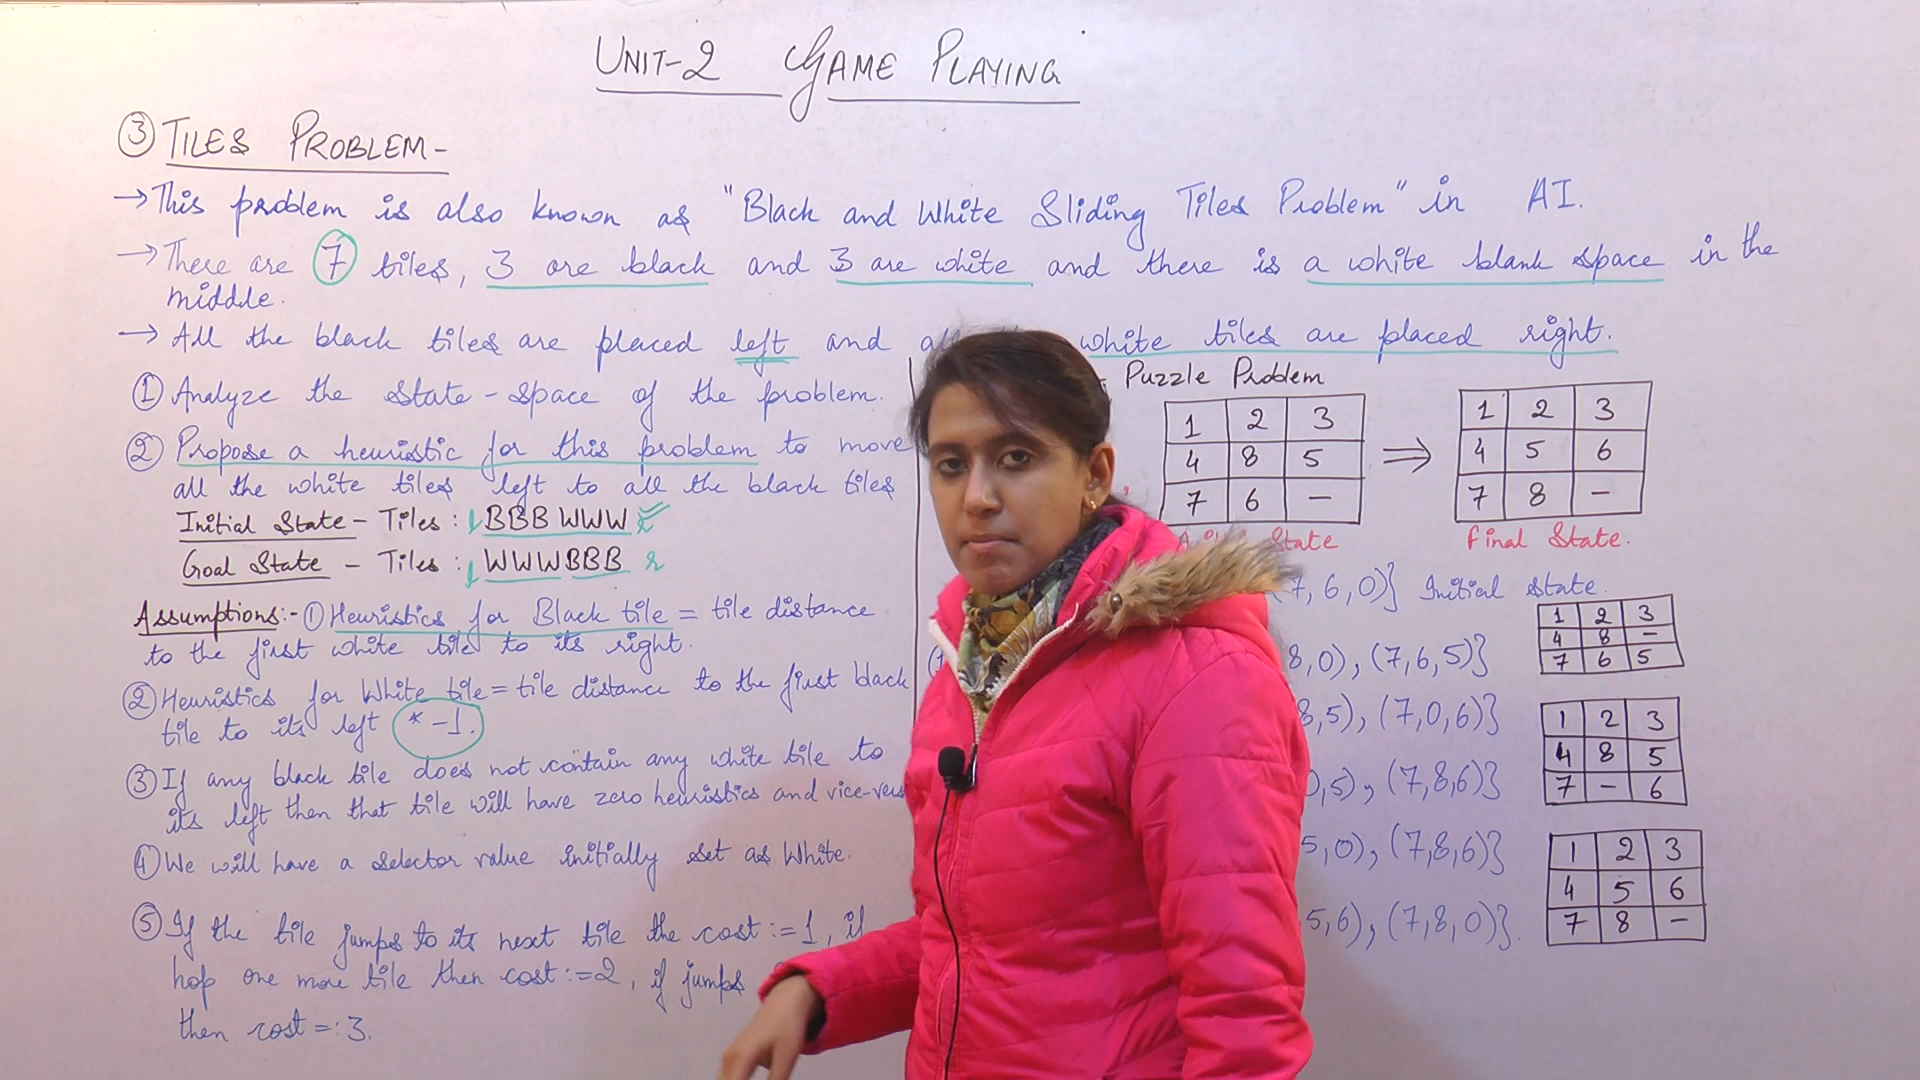 UNIT-2 GAME PLAYING
③ TILES PROBLEM-
→ This problem is also known as "Black and White Sliding Tiles Problem" in AI.
→ There are 7 tiles, 3 are black and 3 are white and there is a white blank space in the
middle.
→ All the black tiles are placed left and all white tiles are placed right.
① Analyze the state-space of the problem.
② Propose a heuristic for this problem to move
all the white tiles left to all the black tiles
Initial State - Tiles : BBB WWW
Goal State - Tiles : WWWBBB
Assumptions:- ① Heuristics for Black tile = tile distance
to the first white tile to its right.
② Heuristics for White tile = tile distance to the first black
tile to its left * -1.
③ If any black tile does not contain any white tile to
its left then that tile will have zero heuristics and vice-vers
④ We will have a selector value initially set as White.
⑤ If the tile jumps to its next tile the cost := 1, if
hop one more tile then cost := 2, if jumps
then cost =: 3.
Puzzle Problem
1 2 3
4 8 5
7 6 -
⇒
1 2 3
4 5 6
7 8 -
State
Final State.
7, 6, 0)} Initial state.
1 2 3
4 8 -
7 6 5
8,0), (7,6,5)}
8,5), (7,0,6)}
1 2 3
4 8 5
7 - 6
,5), (7,8,6)}
5,0), (7,8,6)}
1 2 3
4 5 6
7 8 -
5,6), (7,8,0)}.